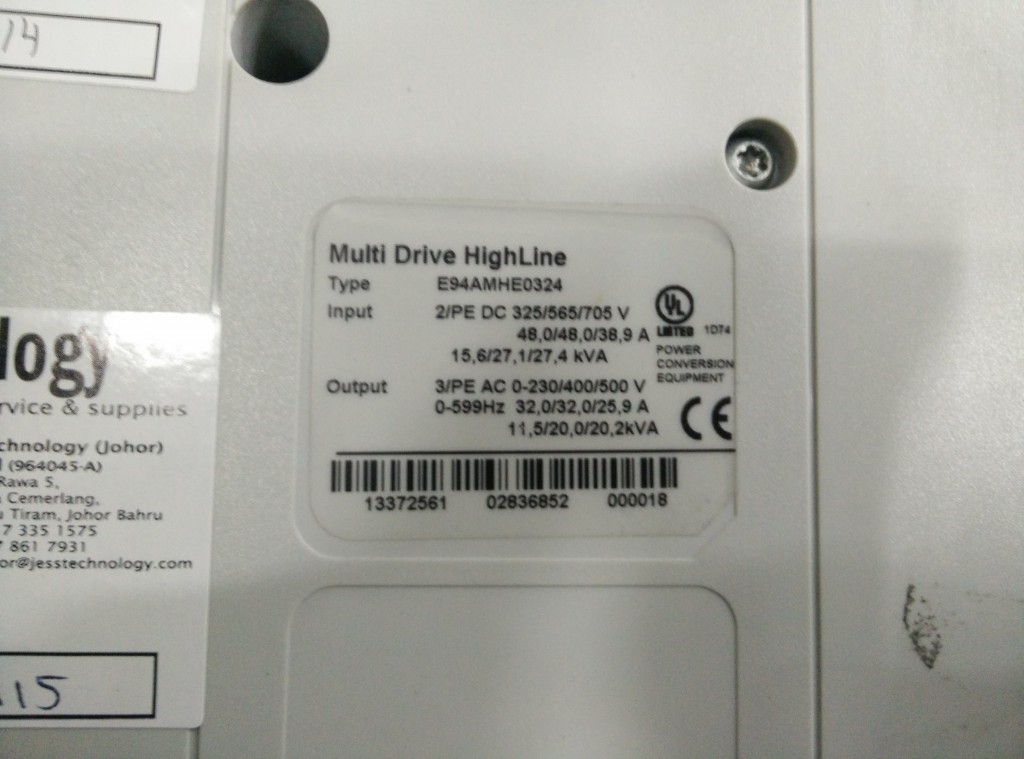 14
logy
rvice & supplies
chnology (Johor)
(964045-A)
Rawa 5,
Cemerlang,
Tiram, Johor Bahru
7 335 1575
861 7931
or@jesstechnology.com
15
Multi Drive HighLine
Type E94AMHE0324
Input 2/PE DC 325/565/705 V
48,0/48,0/38,9 A
15,6/27,1/27,4 kVA
Output 3/PE AC 0-230/400/500 V
0-599Hz 32,0/32,0/25,9 A
11,5/20,0/20,2kVA
UL
LISTED 1D74
POWER
CONVERSION
EQUIPMENT
CE
13372561 02836852 000018